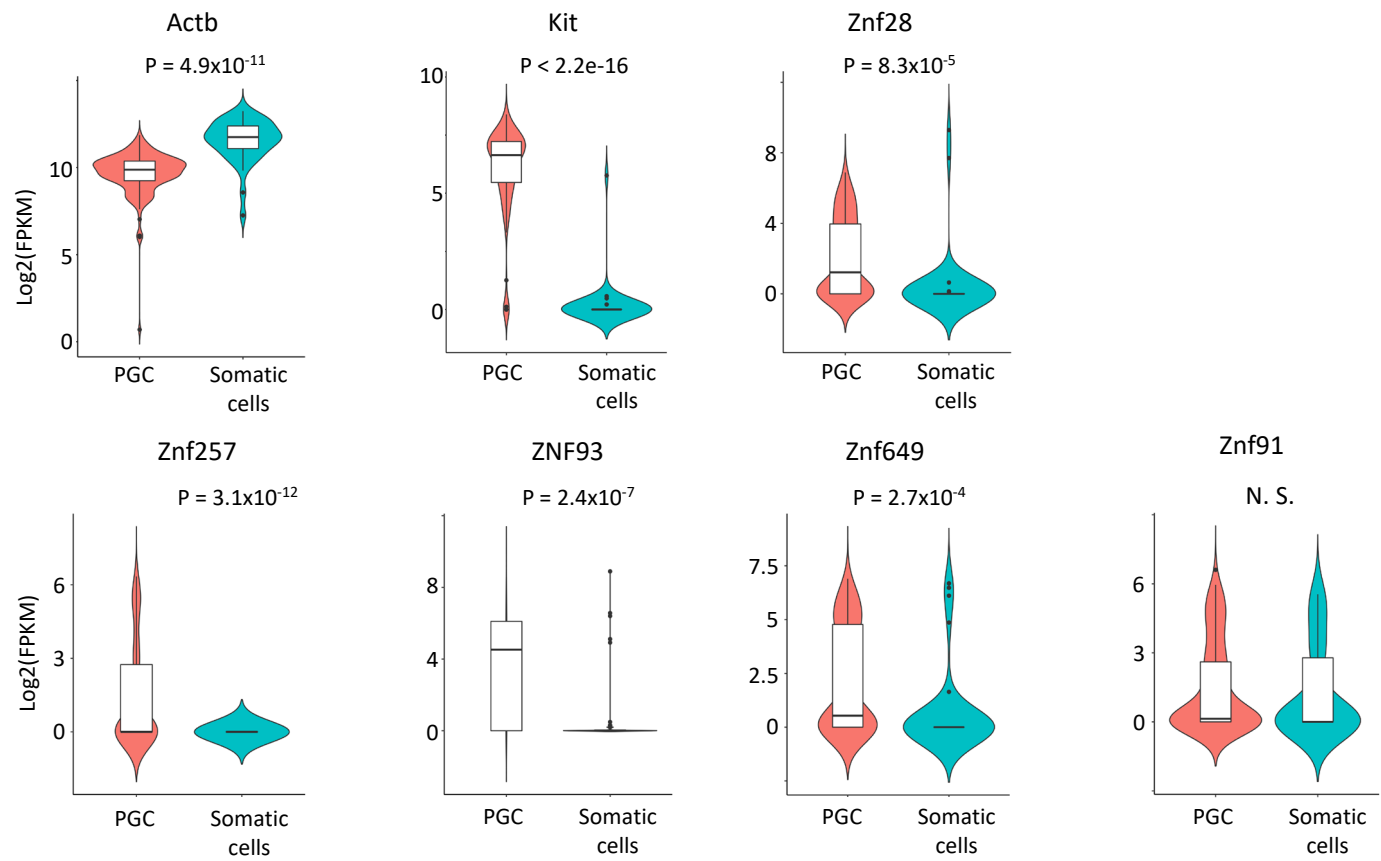 Actb
P = 4.9x10-11
Log2(FPKM)
10
5
0
PGC
Somatic
cells
Kit
P < 2.2e-16
10
5
0
PGC
Somatic
cells
Znf28
P = 8.3x10-5
8
4
0
PGC
Somatic
cells
Znf257
P = 3.1x10-12
Log2(FPKM)
6
3
0
PGC
Somatic
cells
ZNF93
P = 2.4x10-7
8
4
0
PGC
Somatic
cells
Znf649
P = 2.7x10-4
7.5
5
2.5
0
PGC
Somatic
cells
Znf91
N. S.
6
3
0
PGC
Somatic
cells